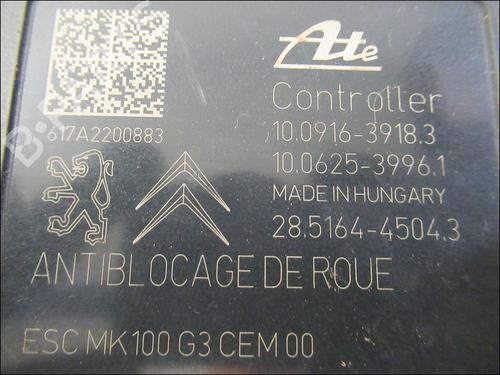 Ate
Controller
617A2200883
10.0916-3918.3
10.0625-3996.1
MADE IN HUNGARY
28.5164-4504.3
ANTIBLOCAGE DE ROUE
ESC MK100 G3 CEM 00